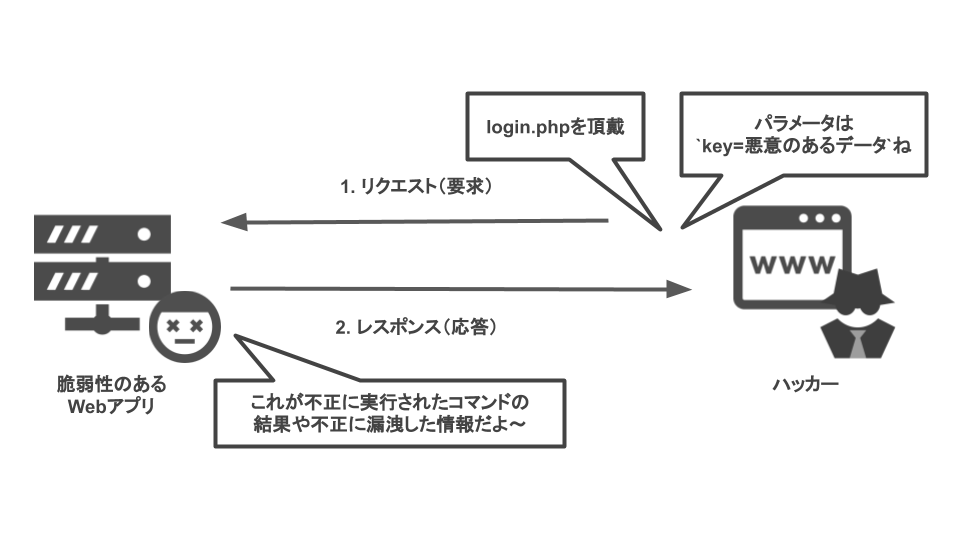 login.phpを頂戴
パラメータは
`key=悪意のあるデータ`ね
1. リクエスト（要求）
www
2. レスポンス（応答）
脆弱性のある
Webアプリ
ハッカー
これが不正に実行されたコマンドの
結果や不正に漏洩した情報だよ～